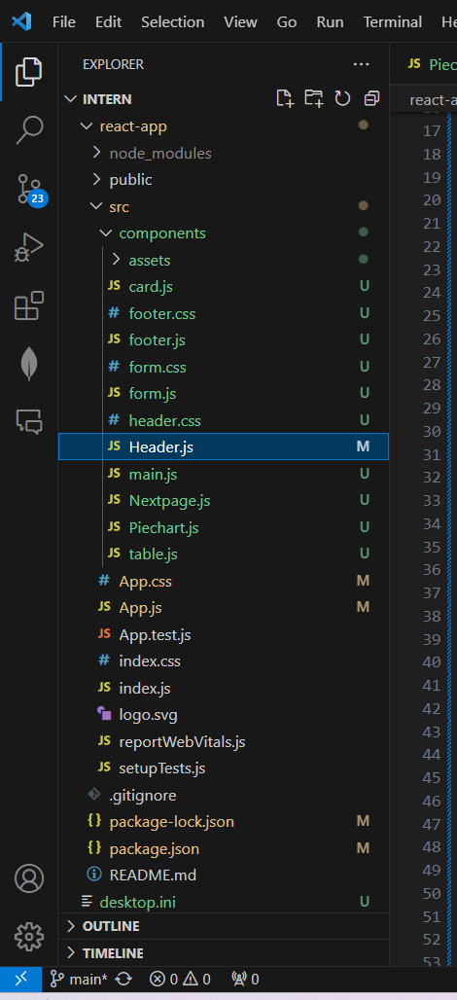 File Edit Selection View Go Run Terminal He
EXPLORER ···
JS Piec
INTERN
react-a
react-app
node_modules
public
src
components
assets
JS card.js U
# footer.css U
JS footer.js U
# form.css U
JS form.js U
# header.css U
JS Header.js M
JS main.js U
JS Nextpage.js U
JS Piechart.js U
JS table.js U
# App.css M
JS App.js M
JS App.test.js
# index.css
JS index.js
logo.svg
JS reportWebVitals.js
JS setupTests.js
.gitignore
{} package-lock.json M
{} package.json M
README.md
desktop.ini U
OUTLINE
TIMELINE
23
17
18
19
20
21
22
23
24
25
26
27
28
29
30
31
32
33
34
35
36
37
38
39
40
41
42
43
44
45
46
47
48
49
50
51
52
53
main* 0 0 0